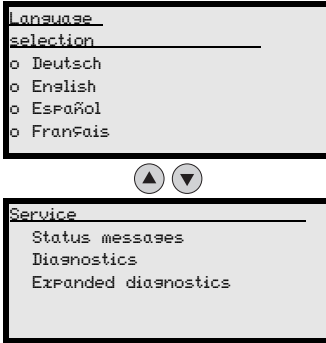 Language
selection
o Deutsch
o English
o Español
o Français
Service
Status messages
Diagnostics
Expanded diagnostics